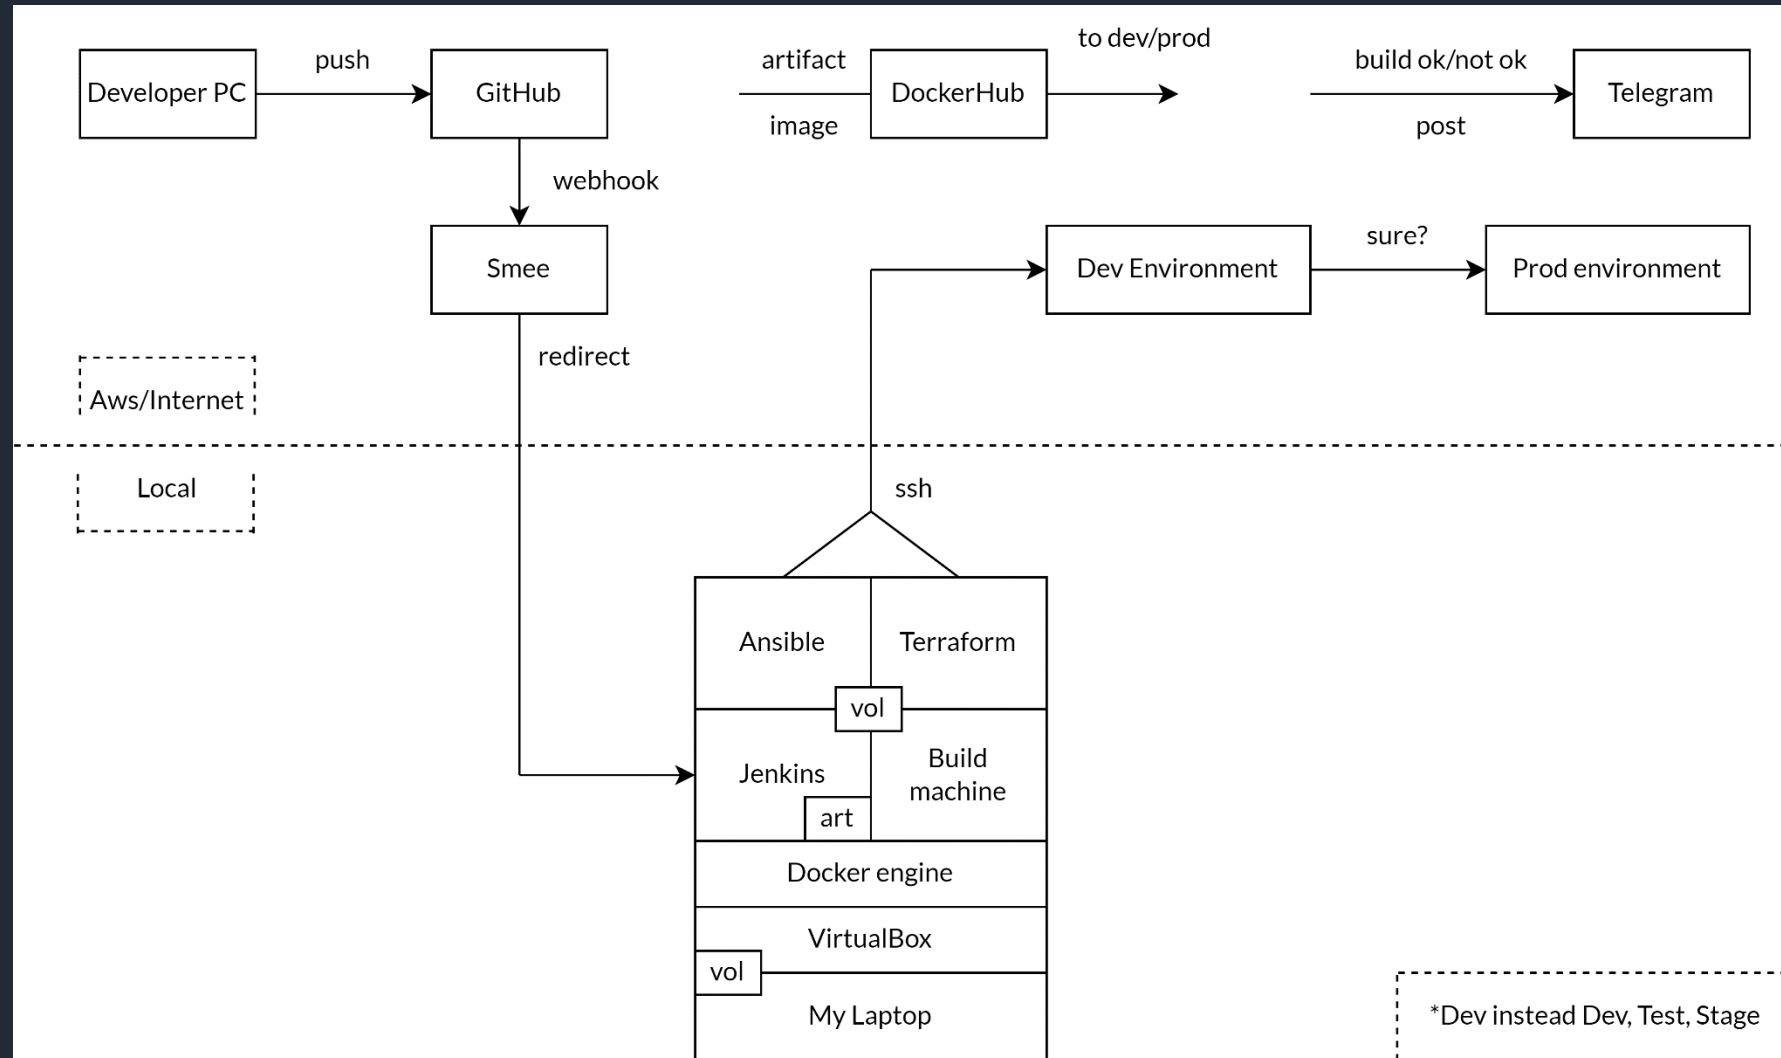 push
artifact
to dev/prod
build ok/not ok
Developer PC
GitHub
DockerHub
Telegram
image
post
webhook
Smee
Dev Environment
sure?
Prod environment
redirect
Aws/Internet
Local
ssh
Ansible
Terraform
vol
Jenkins
Build
machine
art
Docker engine
VirtualBox
vol
My Laptop
*Dev instead Dev, Test, Stage